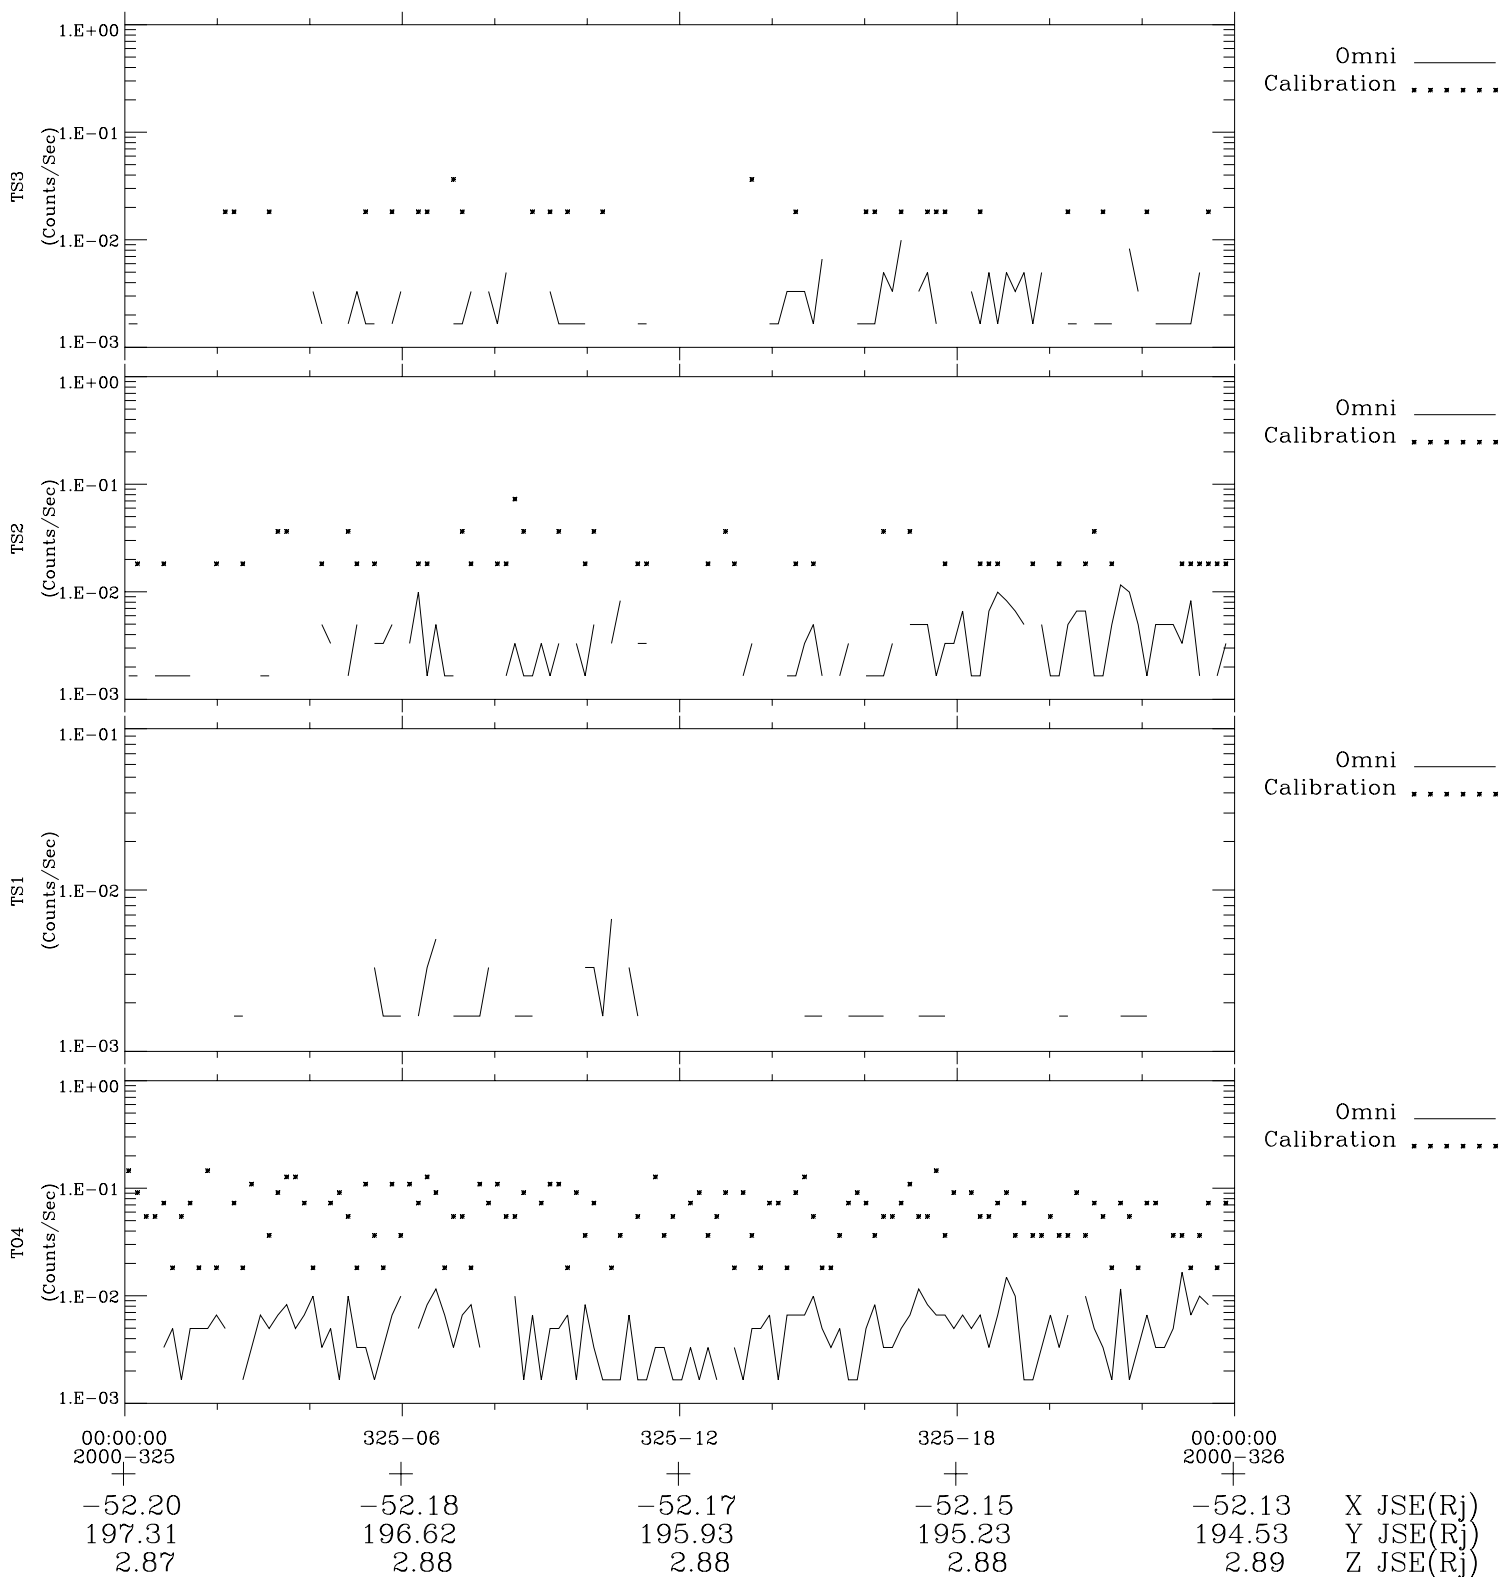 1.E+00
1.E-01
1.E-02
1.E-03
TS3
(Counts/Sec)
Omni
Calibration
1.E+00
1.E-01
1.E-02
1.E-03
TS2
(Counts/Sec)
Omni
Calibration
1.E-01
1.E-02
1.E-03
TS1
(Counts/Sec)
Omni
Calibration
1.E+00
1.E-01
1.E-02
1.E-03
TO4
(Counts/Sec)
Omni
Calibration
00:00:00 325-06 325-12 325-18 00:00:00
2000-325 2000-326
-52.20 -52.18 -52.17 -52.15 -52.13 X JSE(Rj)
197.31 196.62 195.93 195.23 194.53 Y JSE(Rj)
2.87 2.88 2.88 2.88 2.89 Z JSE(Rj)